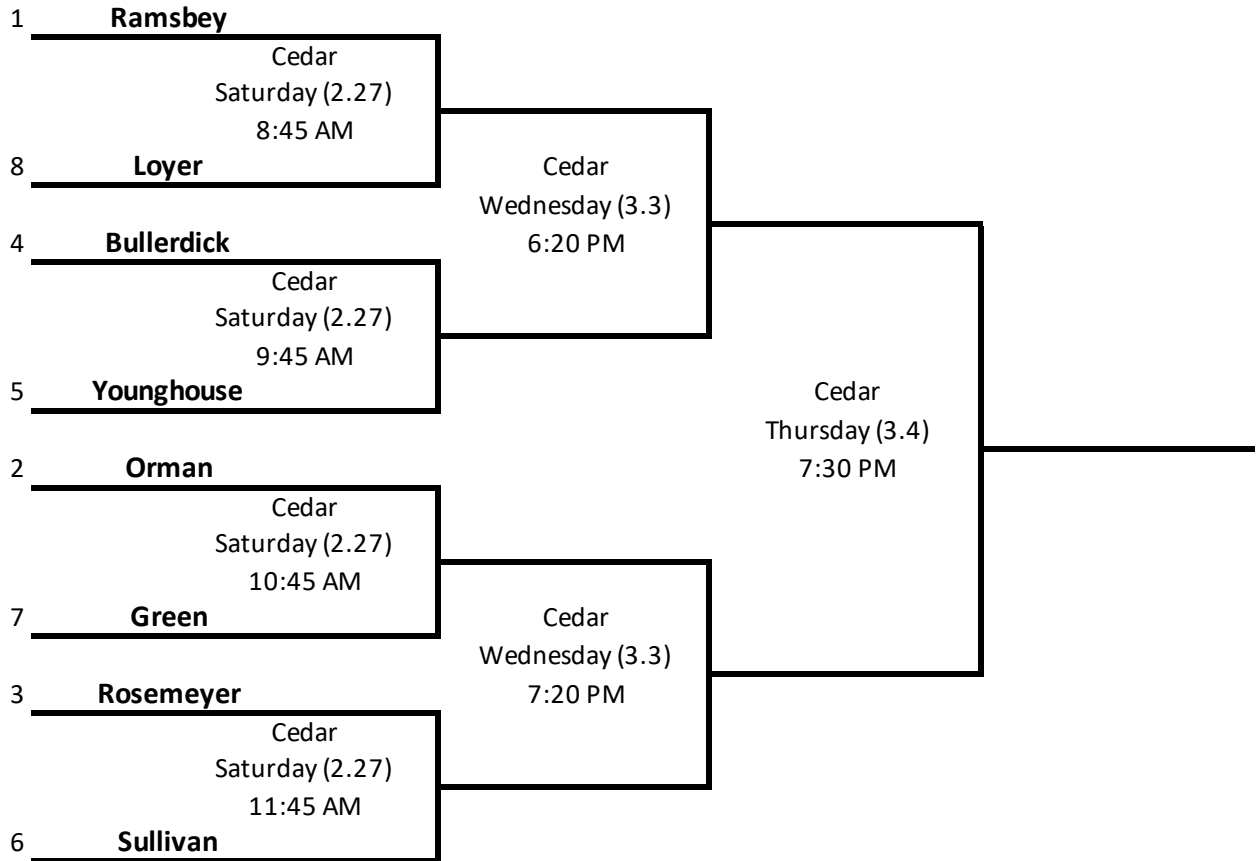 1 Ramsbey
Cedar
Saturday (2.27)
8:45 AM
8 Loyer
Cedar
Wednesday (3.3)
6:20 PM
4 Bullerdick
Cedar
Saturday (2.27)
9:45 AM
5 Younghouse
Cedar
Thursday (3.4)
7:30 PM
2 Orman
Cedar
Saturday (2.27)
10:45 AM
7 Green
Cedar
Wednesday (3.3)
7:20 PM
3 Rosemeyer
Cedar
Saturday (2.27)
11:45 AM
6 Sullivan